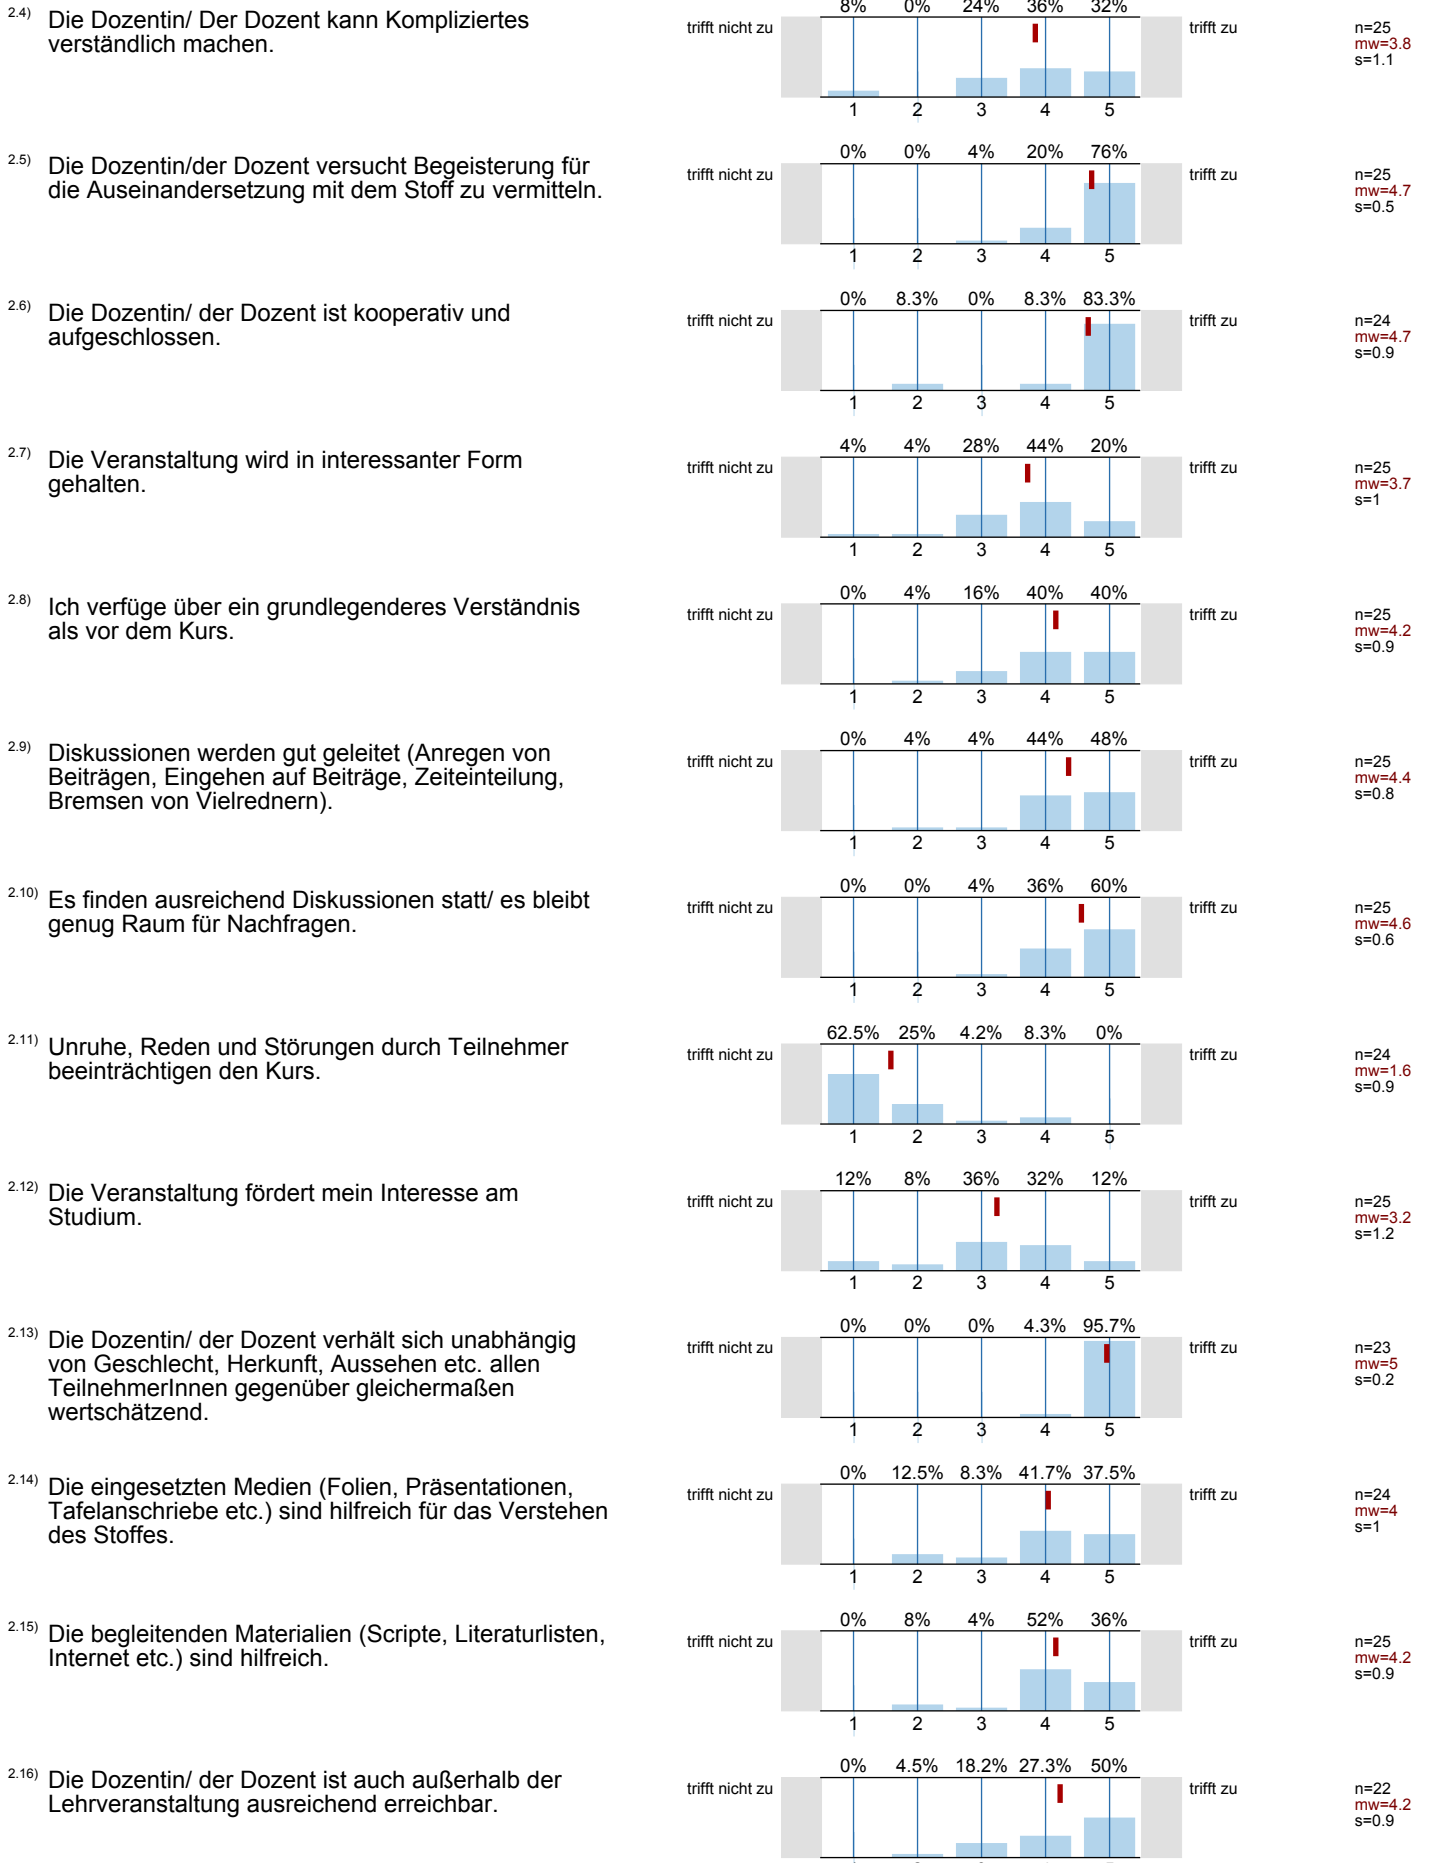 2.4) Die Dozentin/ Der Dozent kann Kompliziertes
verständlich machen.
8% 0% 24% 36% 32%
trifft nicht zu
trifft zu
n=25
mw=3.8
s=1.1
1 2 3 4 5
2.5) Die Dozentin/der Dozent versucht Begeisterung für
die Auseinandersetzung mit dem Stoff zu vermitteln.
0% 0% 4% 20% 76%
trifft nicht zu
trifft zu
n=25
mw=4.7
s=0.5
1 2 3 4 5
2.6) Die Dozentin/ der Dozent ist kooperativ und
aufgeschlossen.
0% 8.3% 0% 8.3% 83.3%
trifft nicht zu
trifft zu
n=24
mw=4.7
s=0.9
1 2 3 4 5
2.7) Die Veranstaltung wird in interessanter Form
gehalten.
4% 4% 28% 44% 20%
trifft nicht zu
trifft zu
n=25
mw=3.7
s=1
1 2 3 4 5
2.8) Ich verfüge über ein grundlegenderes Verständnis
als vor dem Kurs.
0% 4% 16% 40% 40%
trifft nicht zu
trifft zu
n=25
mw=4.2
s=0.9
1 2 3 4 5
2.9) Diskussionen werden gut geleitet (Anregen von
Beiträgen, Eingehen auf Beiträge, Zeiteinteilung,
Bremsen von Vielrednern).
0% 4% 4% 44% 48%
trifft nicht zu
trifft zu
n=25
mw=4.4
s=0.8
1 2 3 4 5
2.10) Es finden ausreichend Diskussionen statt/ es bleibt
genug Raum für Nachfragen.
0% 0% 4% 36% 60%
trifft nicht zu
trifft zu
n=25
mw=4.6
s=0.6
1 2 3 4 5
2.11) Unruhe, Reden und Störungen durch Teilnehmer
beeinträchtigen den Kurs.
62.5% 25% 4.2% 8.3% 0%
trifft nicht zu
trifft zu
n=24
mw=1.6
s=0.9
1 2 3 4 5
2.12) Die Veranstaltung fördert mein Interesse am
Studium.
12% 8% 36% 32% 12%
trifft nicht zu
trifft zu
n=25
mw=3.2
s=1.2
1 2 3 4 5
2.13) Die Dozentin/ der Dozent verhält sich unabhängig
von Geschlecht, Herkunft, Aussehen etc. allen
TeilnehmerInnen gegenüber gleichermaßen
wertschätzend.
0% 0% 0% 4.3% 95.7%
trifft nicht zu
trifft zu
n=23
mw=5
s=0.2
1 2 3 4 5
2.14) Die eingesetzten Medien (Folien, Präsentationen,
Tafelanschriebe etc.) sind hilfreich für das Verstehen
des Stoffes.
0% 12.5% 8.3% 41.7% 37.5%
trifft nicht zu
trifft zu
n=24
mw=4
s=1
1 2 3 4 5
2.15) Die begleitenden Materialien (Scripte, Literaturlisten,
Internet etc.) sind hilfreich.
0% 8% 4% 52% 36%
trifft nicht zu
trifft zu
n=25
mw=4.2
s=0.9
1 2 3 4 5
2.16) Die Dozentin/ der Dozent ist auch außerhalb der
Lehrveranstaltung ausreichend erreichbar.
0% 4.5% 18.2% 27.3% 50%
trifft nicht zu
trifft zu
n=22
mw=4.2
s=0.9